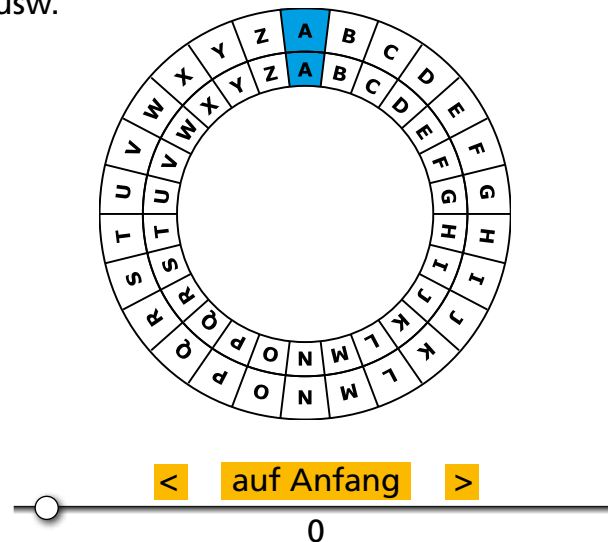 usw.
A B C D E F G H I J K L M N O P Q R S T U V W X Y Z
A B C D E F G H I J K L M N O P Q R S T U V W X Y Z
< auf Anfang >
0